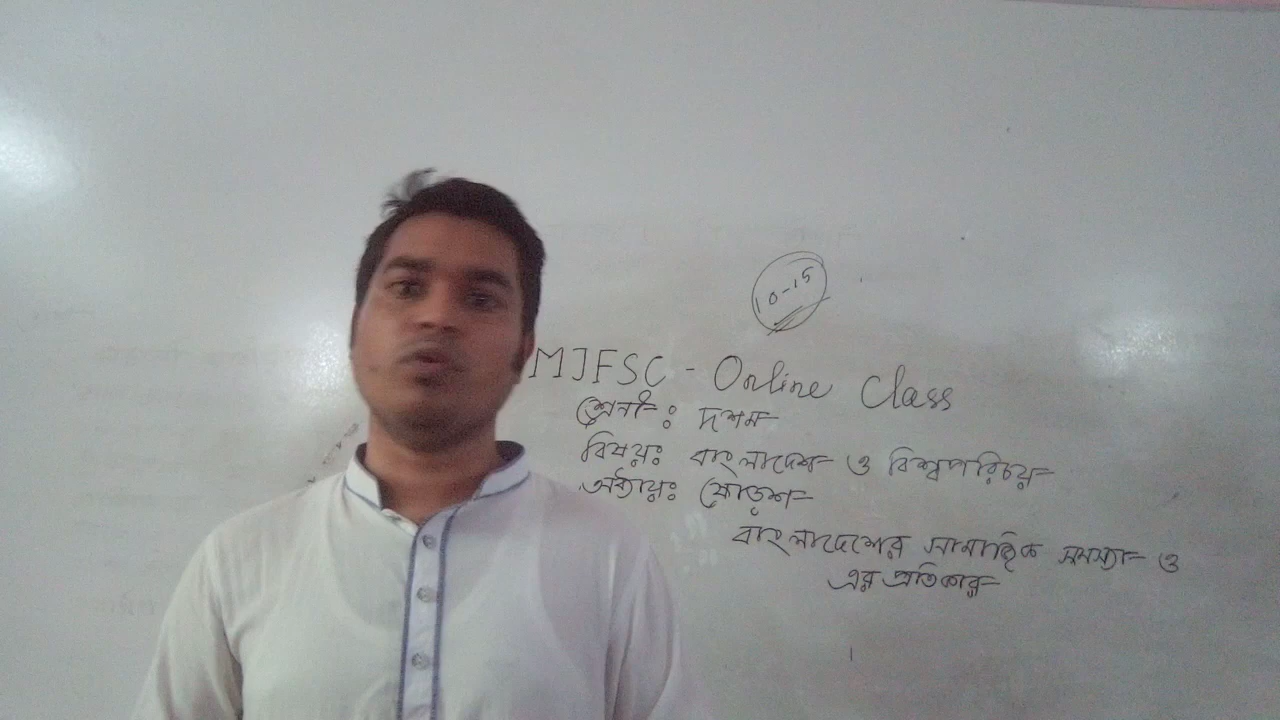 10-15
MJFSC - Online Class
শ্রেণী : দশম
বিষয়ঃ বাংলাদেশ ও বিশ্বপরিচয়
অধ্যায়ঃ ষোড়শ
বাংলাদেশের সামাজিক সমস্যা ও
এর প্রতিকার